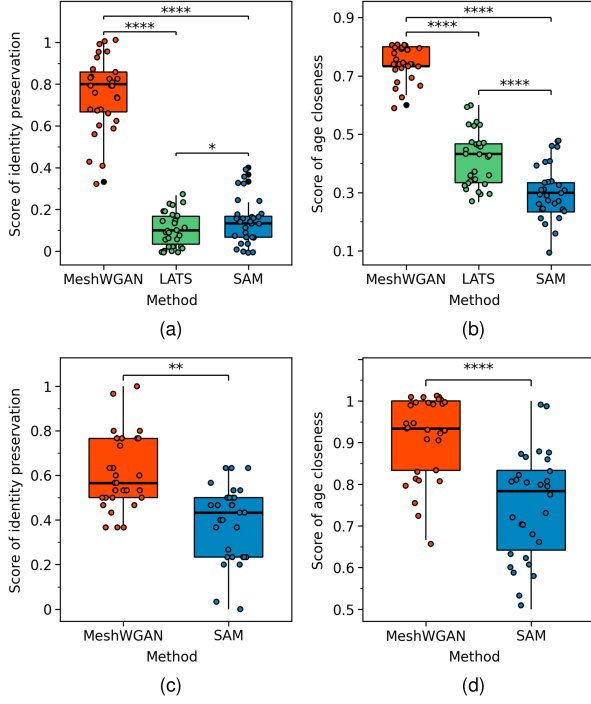 ****
****
*
1
0.8
0.6
0.4
0.2
0
Score of identity preservation
MeshWGAN LATS SAM
Method
(a)
****
****
****
0.9
0.7
0.5
0.3
0.1
Score of age closeness
MeshWGAN LATS SAM
Method
(b)
**
1
0.8
0.6
0.4
0.2
0
Score of identity preservation
MeshWGAN SAM
Method
(c)
****
1
0.9
0.8
0.7
0.6
0.5
Score of age closeness
MeshWGAN SAM
Method
(d)